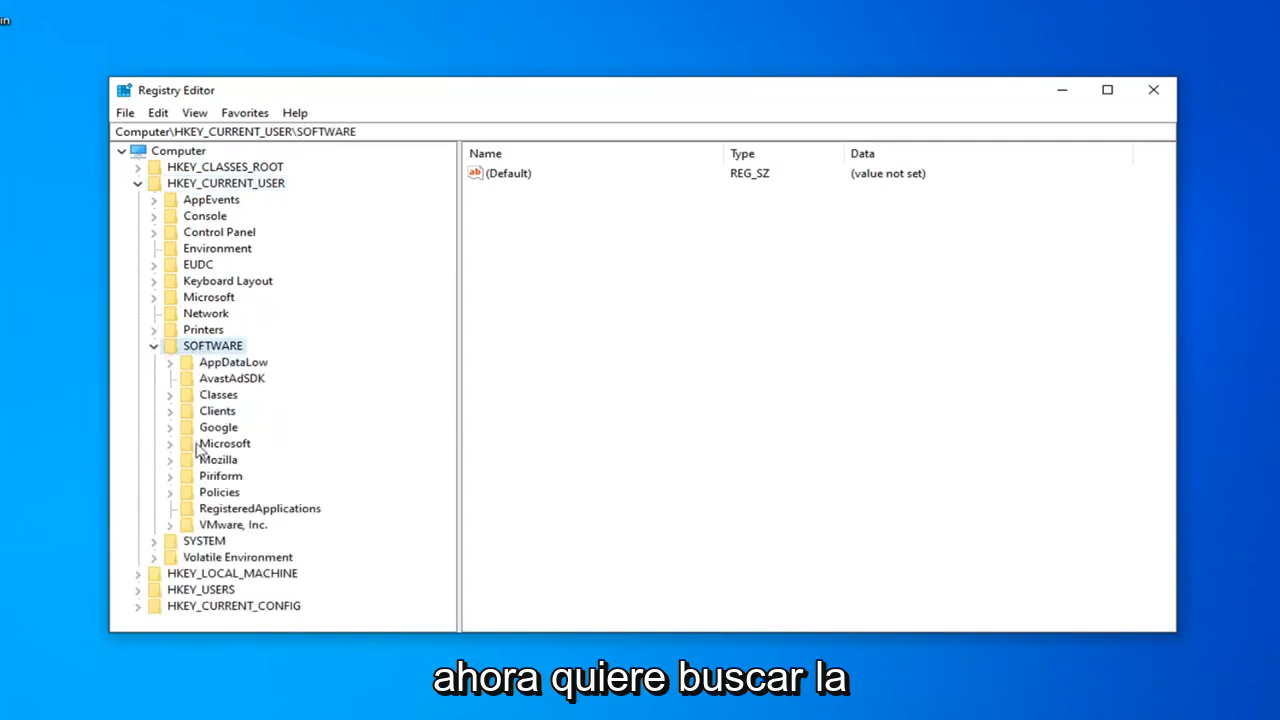 in
Registry Editor
File Edit View Favorites Help
Computer\HKEY_CURRENT_USER\SOFTWARE
Computer
HKEY_CLASSES_ROOT
HKEY_CURRENT_USER
AppEvents
Console
Control Panel
Environment
EUDC
Keyboard Layout
Microsoft
Network
Printers
SOFTWARE
AppDataLow
AvastAdSDK
Classes
Clients
Google
Microsoft
Mozilla
Piriform
Policies
RegisteredApplications
VMware, Inc.
SYSTEM
Volatile Environment
HKEY_LOCAL_MACHINE
HKEY_USERS
HKEY_CURRENT_CONFIG
Name Type Data
ab (Default) REG_SZ (value not set)
ahora quiere buscar la